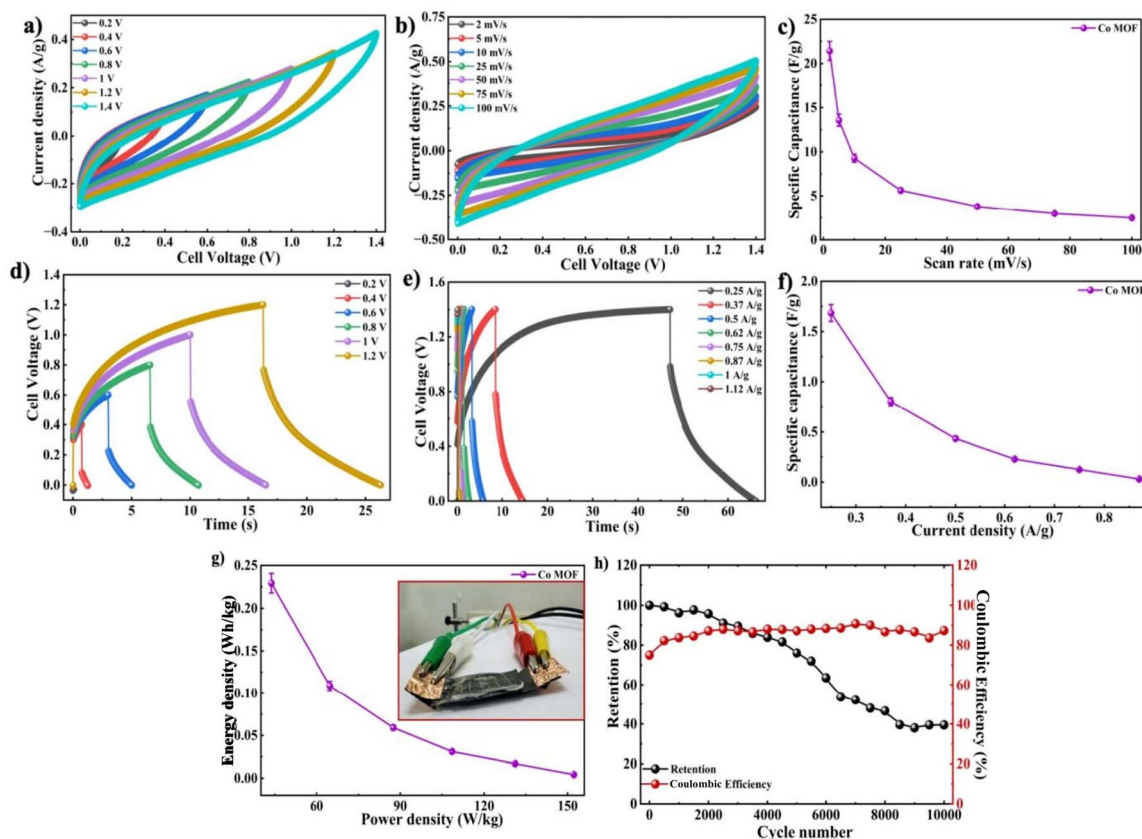 a)
0.2 V
0.4 V
0.6 V
0.8 V
1 V
1.2 V
1.4 V
Current density (A/g)
0.4
0.2
0.0
−0.2
−0.4
0.0 0.2 0.4 0.6 0.8 1.0 1.2 1.4
Cell Voltage (V)
b)
2 mV/s
5 mV/s
10 mV/s
25 mV/s
50 mV/s
75 mV/s
100 mV/s
Current density (A/g)
0.75
0.50
0.25
0.00
−0.25
−0.50
0.0 0.2 0.4 0.6 0.8 1.0 1.2 1.4
Cell Voltage (V)
c)
Co MOF
Specific Capacitance (F/g)
25
20
15
10
5
0
0 20 40 60 80 100
Scan rate (mV/s)
d)
0.2 V
0.4 V
0.6 V
0.8 V
1 V
1.2 V
Cell Voltage (V)
1.4
1.2
1.0
0.8
0.6
0.4
0.2
0.0
0 5 10 15 20 25
Time (s)
e)
0.25 A/g
0.37 A/g
0.5 A/g
0.62 A/g
0.75 A/g
0.87 A/g
1 A/g
1.12 A/g
Cell Voltage (V)
1.6
1.2
0.8
0.4
0.0
0 10 20 30 40 50 60
Time (s)
f)
Co MOF
Specific capacitance (F/g)
2.0
1.5
1.0
0.5
0.0
0.3 0.4 0.5 0.6 0.7 0.8
Current density (A/g)
g)
Co MOF
Energy density (Wh/kg)
0.25
0.20
0.15
0.10
0.05
0.00
60 90 120 150
Power density (W/kg)
h)
Retention (%)
120
100
80
60
40
20
0
Retention
Coulombic Efficiency
0 2000 4000 6000 8000 10000
Cycle number
120
100
80
60
40
20
0
Coulombic Efficiency (%)